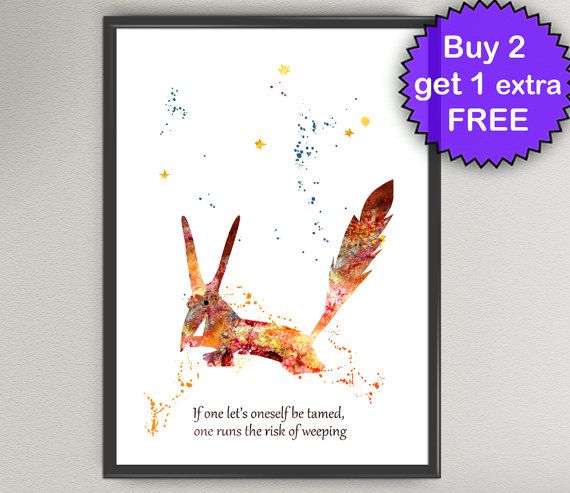 Buy 2
get 1 extra
FREE
If one let's oneself be tamed,
one runs the risk of weeping